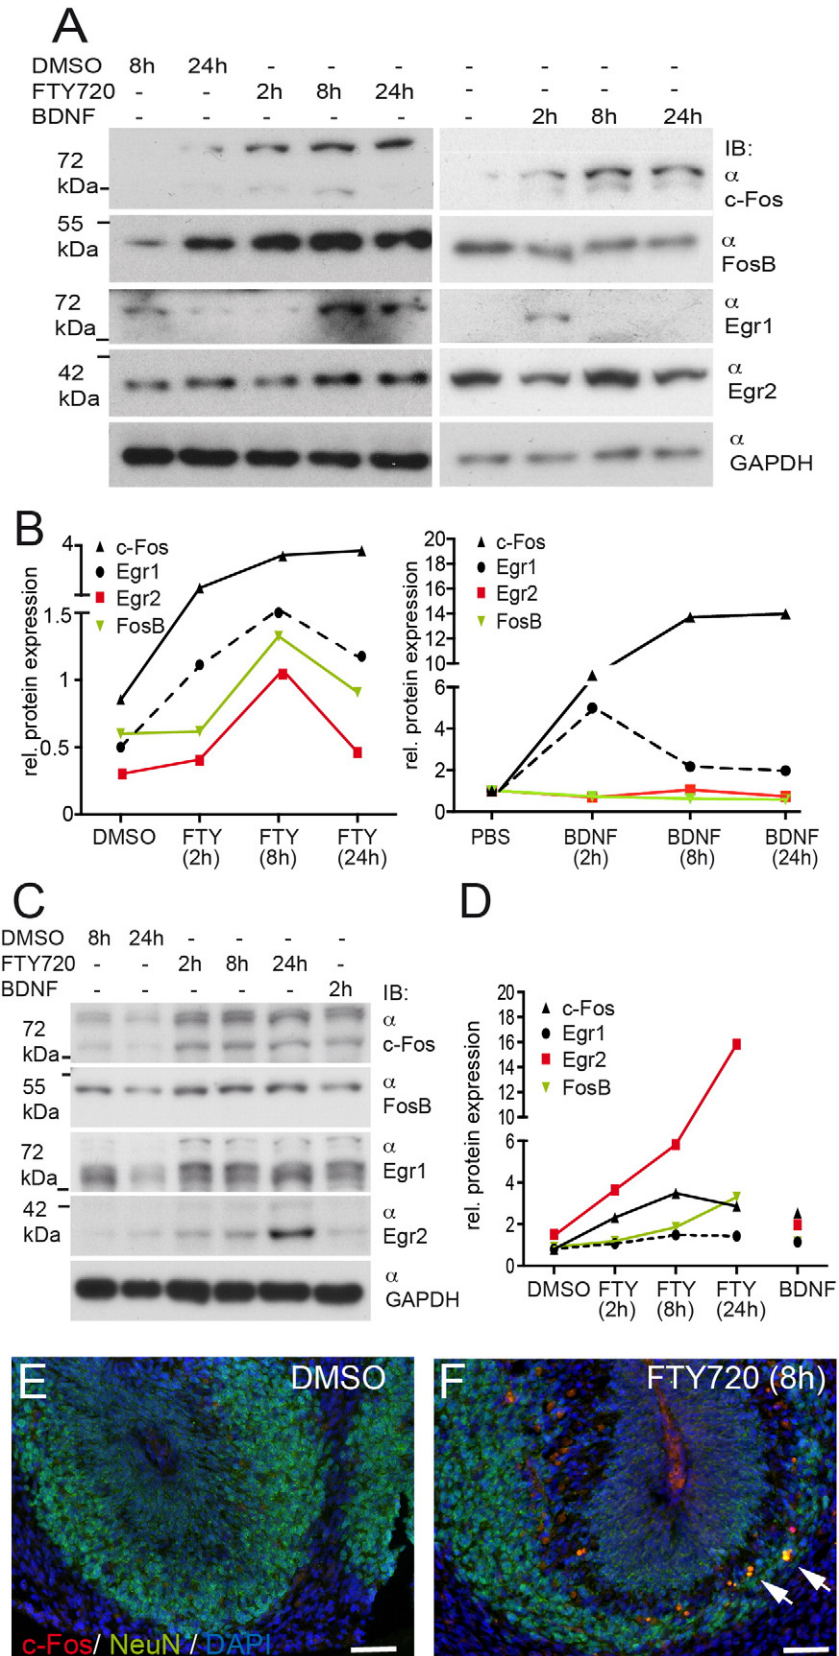 A
DMSO 8h 24h - - - -
FTY720 - - 2h 8h 24h - - - -
BDNF - - - - - - 2h 8h 24h
IB:
72
kDa
α
c-Fos
55
kDa
α
FosB
72
kDa
α
Egr1
42
kDa
α
Egr2
α
GAPDH
B
rel. protein expression
4
1.5
1
0.5
0
c-Fos
Egr1
Egr2
FosB
DMSO FTY FTY FTY
(2h) (8h) (24h)
rel. protein expression
20
18
16
14
12
10
6
4
2
0
c-Fos
Egr1
Egr2
FosB
PBS BDNF BDNF BDNF
(2h) (8h) (24h)
C
DMSO 8h 24h - - - -
FTY720 - - 2h 8h 24h -
BDNF - - - - - 2h
IB:
72
kDa
α
c-Fos
55
kDa
α
FosB
72
kDa
α
Egr1
42
kDa
α
Egr2
α
GAPDH
D
rel. protein expression
20
18
16
14
12
10
6
4
2
0
c-Fos
Egr1
Egr2
FosB
DMSO FTY FTY FTY BDNF
(2h) (8h) (24h)
E DMSO
c-Fos/ NeuN / DAPI
F FTY720 (8h)